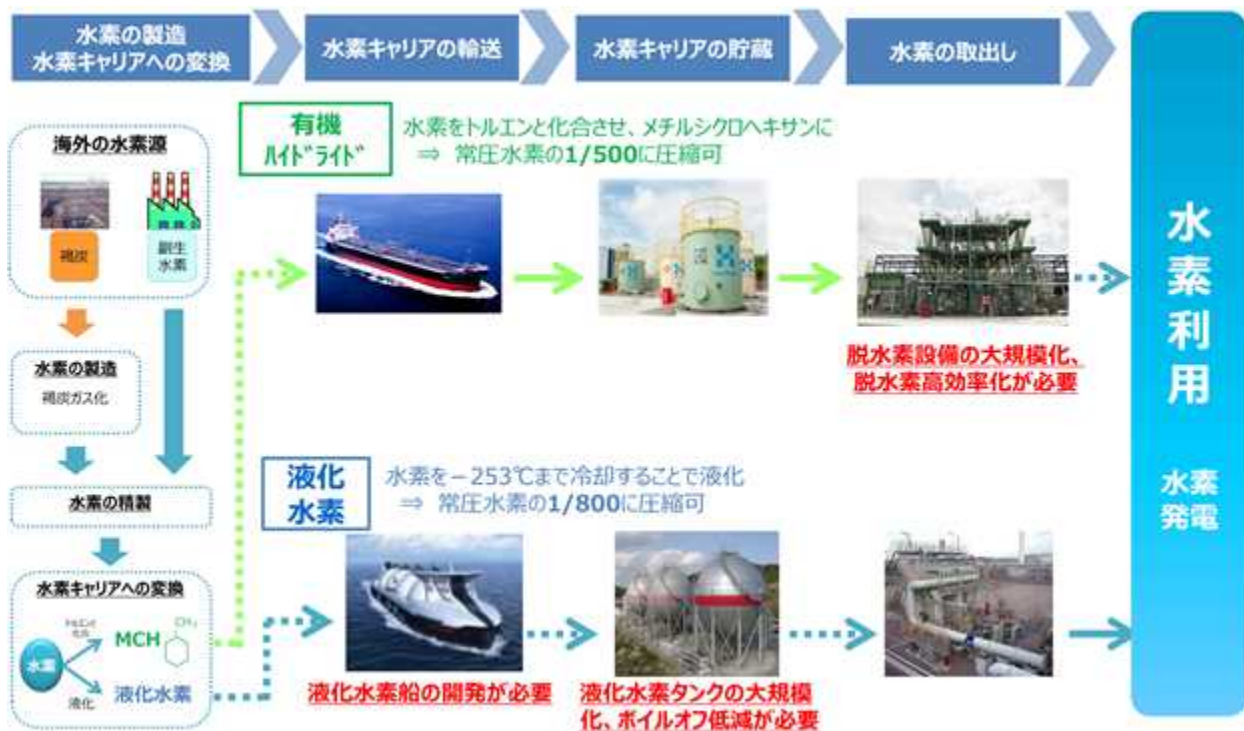 水素の製造
水素キャリアへの変換
水素キャリアの輸送
水素キャリアの貯蔵
水素の取出し
海外の水素源
褐炭
副生
水素
水素の製造
褐炭ガス化
水素の精製
水素キャリアへの変換
水素
トルエンと
化合
MCH
CH₃
液化
液化水素
有機
ﾊｲﾄﾞﾗｲﾄﾞ
水素をトルエンと化合させ、メチルシクロヘキサンに
⇒ 常圧水素の1/500に圧縮可
脱水素設備の大規模化、
脱水素高効率化が必要
液化
水素
水素を－253℃まで冷却することで液化
⇒ 常圧水素の1/800に圧縮可
液化水素船の開発が必要
液化水素タンクの大規模
化、ボイルオフ低減が必要
水素利用
水素
発電